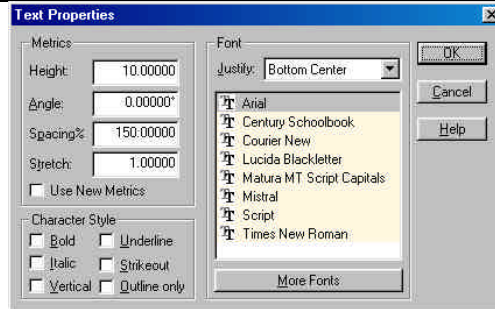 Text Properties
Metrics
Height: 10.00000
Angle: 0.00000°
Spacing% 150.00000
Stretch: 1.00000
Use New Metrics
Character Style
Bold Underline
Italic Strikeout
Vertical Outline only
Font
Justify: Bottom Center
Arial
Century Schoolbook
Courier New
Lucida Blackletter
Matura MT Script Capitals
Mistral
Script
Times New Roman
More Fonts
OK
Cancel
Help